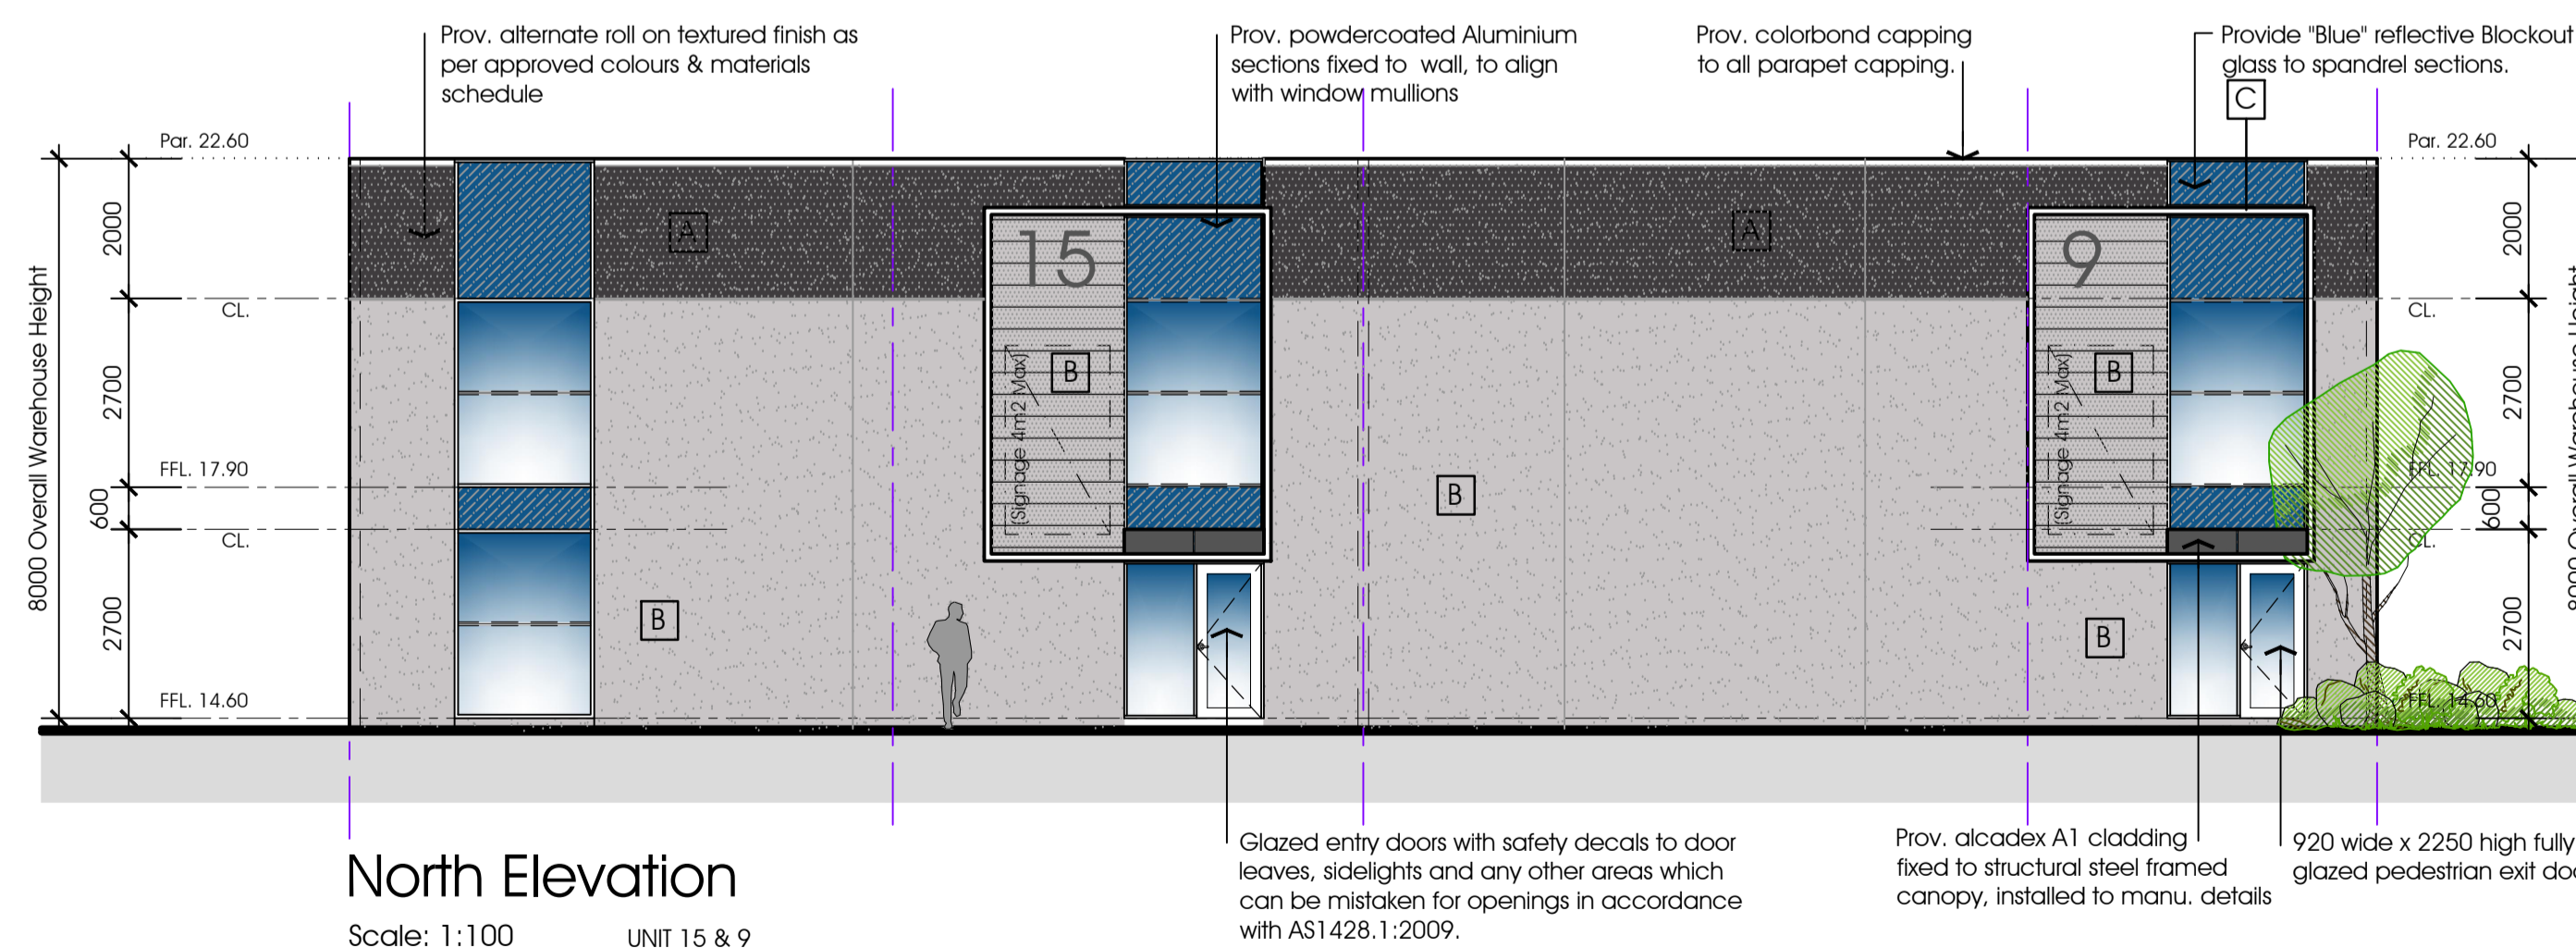 Prov. alternate roll on textured finish as
per approved colours & materials
schedule
Prov. powdercoated Aluminium
sections fixed to wall, to align
with window mullions
Prov. colorbond capping
to all parapet capping.
Provide "Blue" reflective Blockout
glass to spandrel sections.
C
Par. 22.60
Par. 22.60
8000 Overall Warehouse Height
2000
2700
600
2700
CL.
FFL. 17.90
CL.
FFL. 14.60
A
15
B
(Signage 4m2 Max)
B
B
A
9
B
(Signage 4m2 Max)
B
2000
2700
600
2700
CL.
FFL. 17.90
CL.
FFL. 14.60
8000 Overall Warehouse Height
North Elevation
Scale: 1:100
UNIT 15 & 9
Glazed entry doors with safety decals to door
leaves, sidelights and any other areas which
can be mistaken for openings in accordance
with AS1428.1:2009.
Prov. alcadex A1 cladding
fixed to structural steel framed
canopy, installed to manu. details
920 wide x 2250 high fully
glazed pedestrian exit